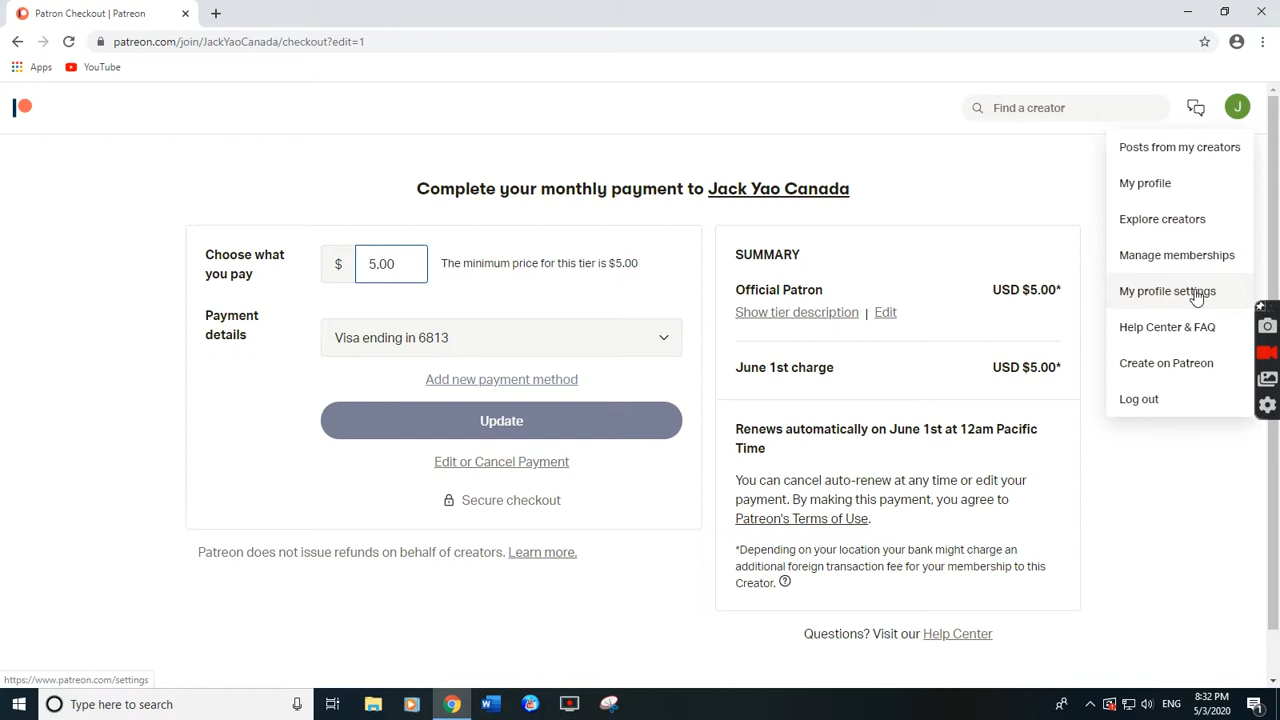 Patron Checkout | Patreon
patreon.com/join/JackYaoCanada/checkout?edit=1
Apps YouTube
Find a creator
J
Posts from my creators
My profile
Explore creators
Manage memberships
My profile settings
Help Center & FAQ
Create on Patreon
Log out
Complete your monthly payment to Jack Yao Canada
Choose what
you pay
$ 5.00 The minimum price for this tier is $5.00
Payment
details
Visa ending in 6813
Add new payment method
Update
Edit or Cancel Payment
Secure checkout
Patreon does not issue refunds on behalf of creators. Learn more.
SUMMARY
Official Patron USD $5.00*
Show tier description | Edit
June 1st charge USD $5.00*
Renews automatically on June 1st at 12am Pacific
Time
You can cancel auto-renew at any time or edit your
payment. By making this payment, you agree to
Patreon's Terms of Use.
*Depending on your location your bank might charge an
additional foreign transaction fee for your membership to this
Creator.
Questions? Visit our Help Center
https://www.patreon.com/settings
Type here to search
8:32 PM
5/3/2020